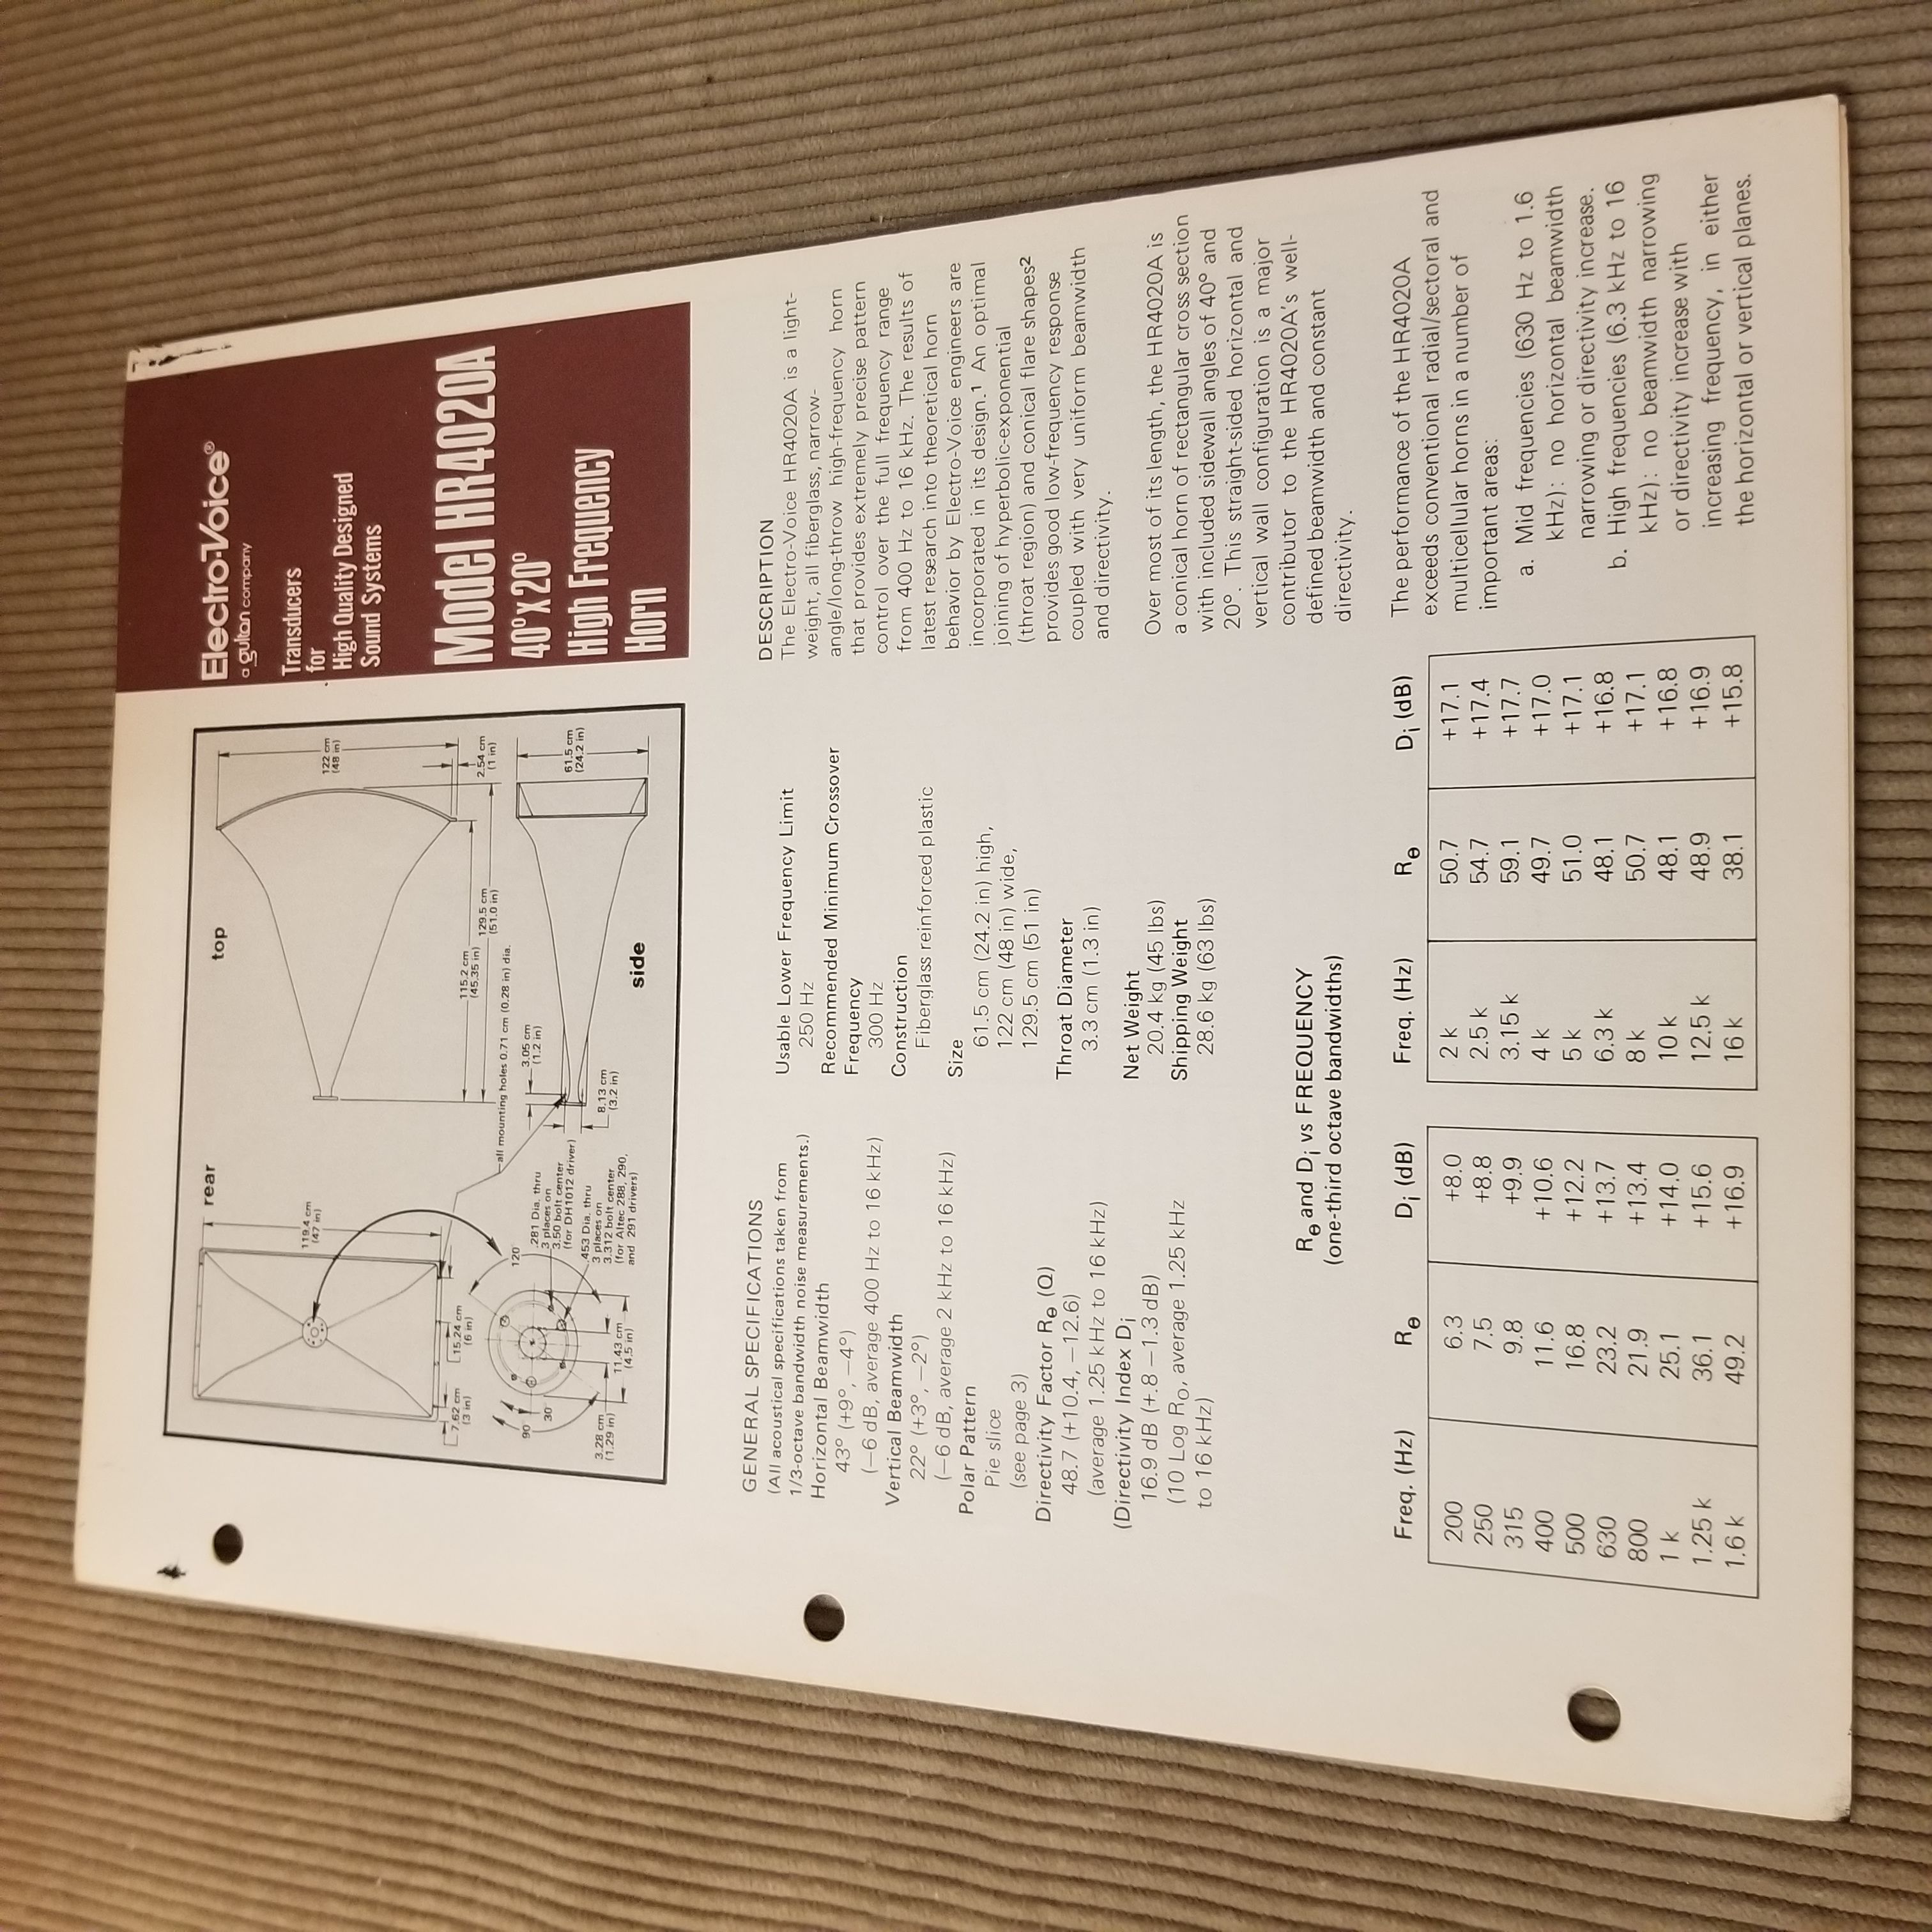 Electro-Voice®
a gulton company
Transducers
for
High Quality Designed
Sound Systems
Model HR4020A
40° X 20°
High Frequency
Horn
rear
119.4 cm
(47 in)
7.62 cm
(3 in)
15.24 cm
(6 in)
120°
90°
30°
.281 Dia. thru
3 places on
3.50 bolt center
(for DH1012 driver)
.453 Dia. thru
3 places on
3.312 bolt center
(for Altec 288, 290,
and 291 drivers)
3.28 cm
(1.29 in)
11.43 cm
(4.5 in)
top
122 cm
(48 in)
2.54 cm
(1 in)
115.2 cm
(45.35 in)
129.5 cm
(51.0 in)
all mounting holes 0.71 cm (0.28 in) dia.
3.05 cm
(1.2 in)
8.13 cm
(3.2 in)
61.5 cm
(24.2 in)
side
GENERAL SPECIFICATIONS
(All acoustical specifications taken from
1/3-octave bandwidth noise measurements.)
Horizontal Beamwidth
43° (+9°, −4°)
(−6 dB, average 400 Hz to 16 kHz)
Vertical Beamwidth
22° (+3°, −2°)
(−6 dB, average 2 kHz to 16 kHz)
Polar Pattern
Pie slice
(see page 3)
Directivity Factor Rθ (Q)
48.7 (+10.4, −12.6)
(average 1.25 kHz to 16 kHz)
(Directivity Index Di
16.9 dB (+.8 −1.3 dB)
(10 Log Ro, average 1.25 kHz
to 16 kHz)
Usable Lower Frequency Limit
250 Hz
Recommended Minimum Crossover
Frequency
300 Hz
Construction
Fiberglass reinforced plastic
Size
61.5 cm (24.2 in) high,
122 cm (48 in) wide,
129.5 cm (51 in)
Throat Diameter
3.3 cm (1.3 in)
Net Weight
20.4 kg (45 lbs)
Shipping Weight
28.6 kg (63 lbs)
Rθ and Di vs FREQUENCY
(one-third octave bandwidths)
Freq. (Hz) Rθ Di (dB)
200 6.3 +8.0
250 7.5 +8.8
315 9.8 +9.9
400 11.6 +10.6
500 16.8 +12.2
630 23.2 +13.7
800 21.9 +13.4
1 k 25.1 +14.0
1.25 k 36.1 +15.6
1.6 k 49.2 +16.9
Freq. (Hz) Rθ Di (dB)
2 k 50.7 +17.1
2.5 k 54.7 +17.4
3.15 k 59.1 +17.7
4 k 49.7 +17.0
5 k 51.0 +17.1
6.3 k 48.1 +16.8
8 k 50.7 +17.1
10 k 48.1 +16.8
12.5 k 48.9 +16.9
16 k 38.1 +15.8
DESCRIPTION
The Electro-Voice HR4020A is a light-
weight, all fiberglass, narrow-
angle/long-throw high-frequency horn
that provides extremely precise pattern
control over the full frequency range
from 400 Hz to 16 kHz. The results of
latest research into theoretical horn
behavior by Electro-Voice engineers are
incorporated in its design.¹ An optimal
joining of hyperbolic-exponential
(throat region) and conical flare shapes²
provides good low-frequency response
coupled with very uniform beamwidth
and directivity.
Over most of its length, the HR4020A is
a conical horn of rectangular cross section
with included sidewall angles of 40° and
20°. This straight-sided horizontal and
vertical wall configuration is a major
contributor to the HR4020A's well-
defined beamwidth and constant
directivity.
The performance of the HR4020A
exceeds conventional radial/sectoral and
multicellular horns in a number of
important areas:
a. Mid frequencies (630 Hz to 1.6
kHz): no horizontal beamwidth
narrowing or directivity increase.
b. High frequencies (6.3 kHz to 16
kHz): no beamwidth narrowing
or directivity increase with
increasing frequency, in either
the horizontal or vertical planes.